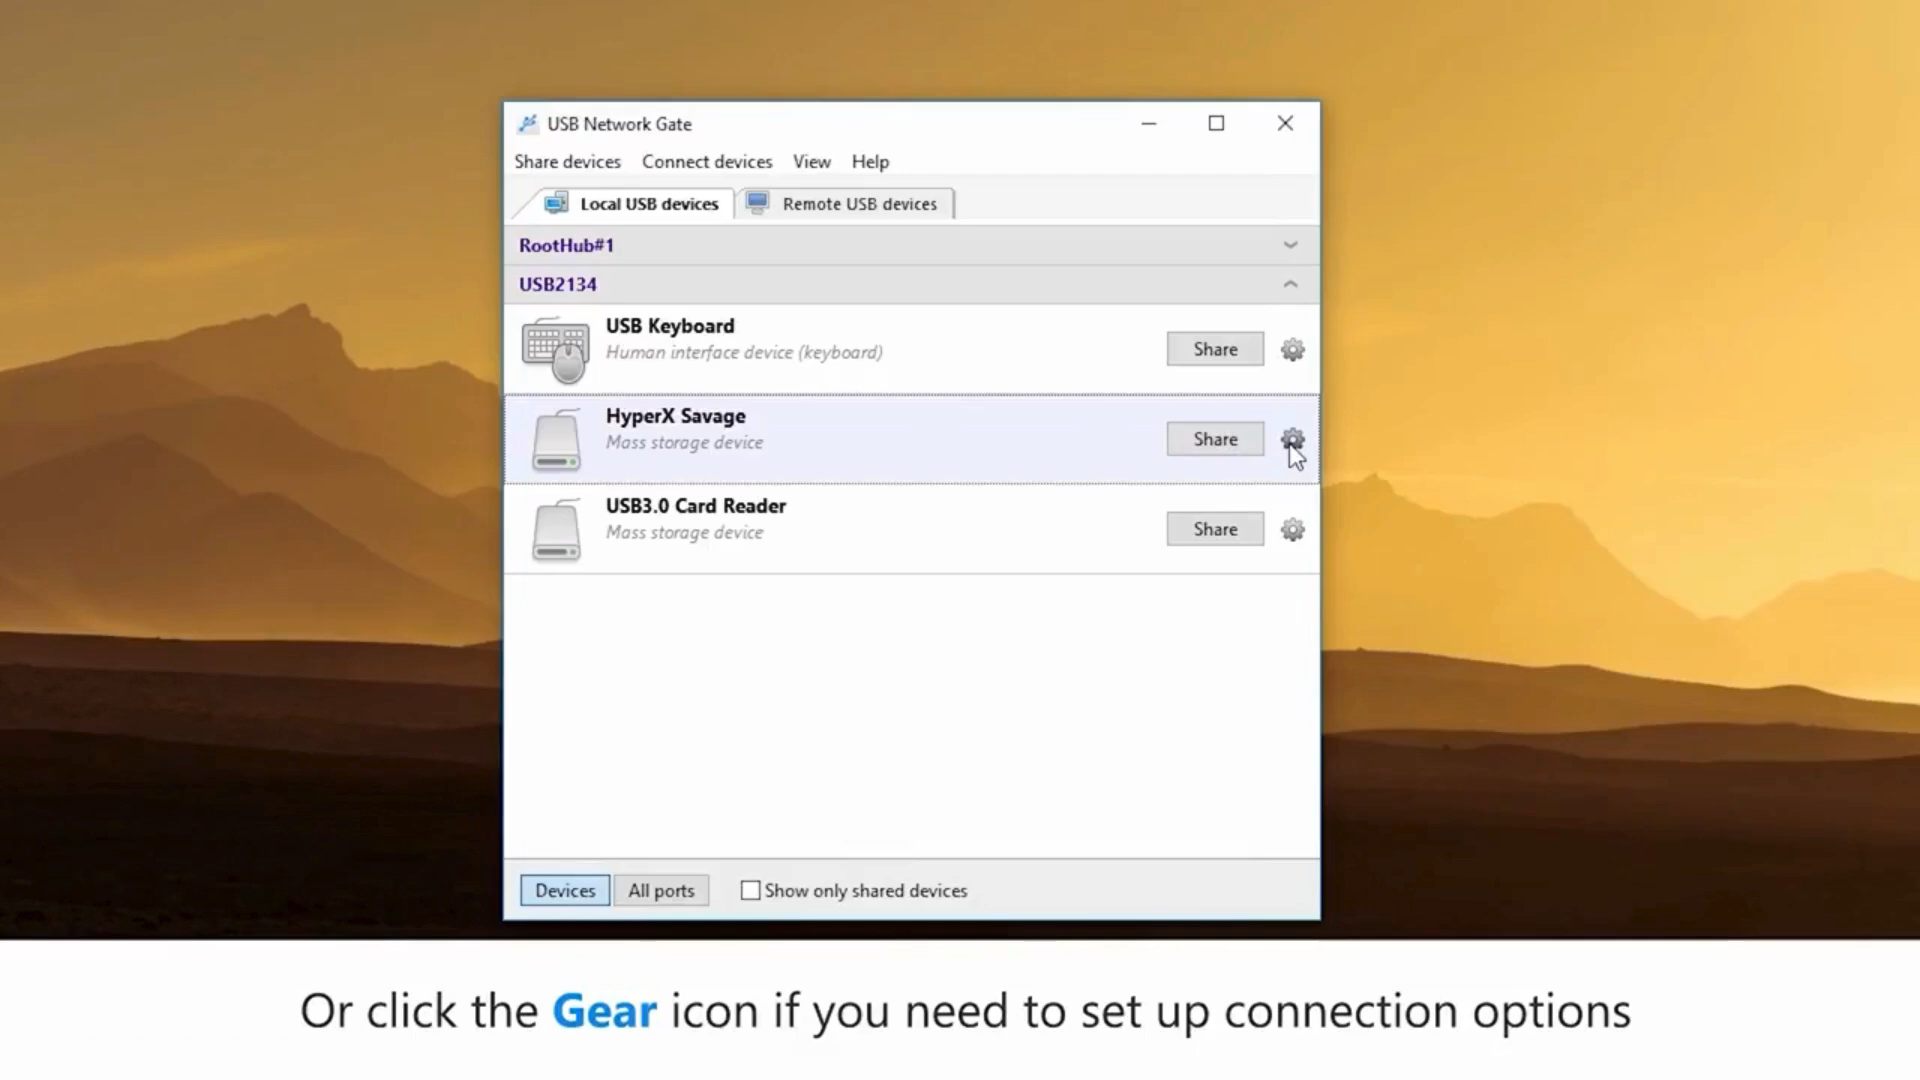 USB Network Gate
Share devices Connect devices View Help
Local USB devices Remote USB devices
RootHub#1
USB2134
USB Keyboard
Human interface device (keyboard)
Share
HyperX Savage
Mass storage device
Share
USB3.0 Card Reader
Mass storage device
Share
Devices All ports Show only shared devices
Or click the Gear icon if you need to set up connection options